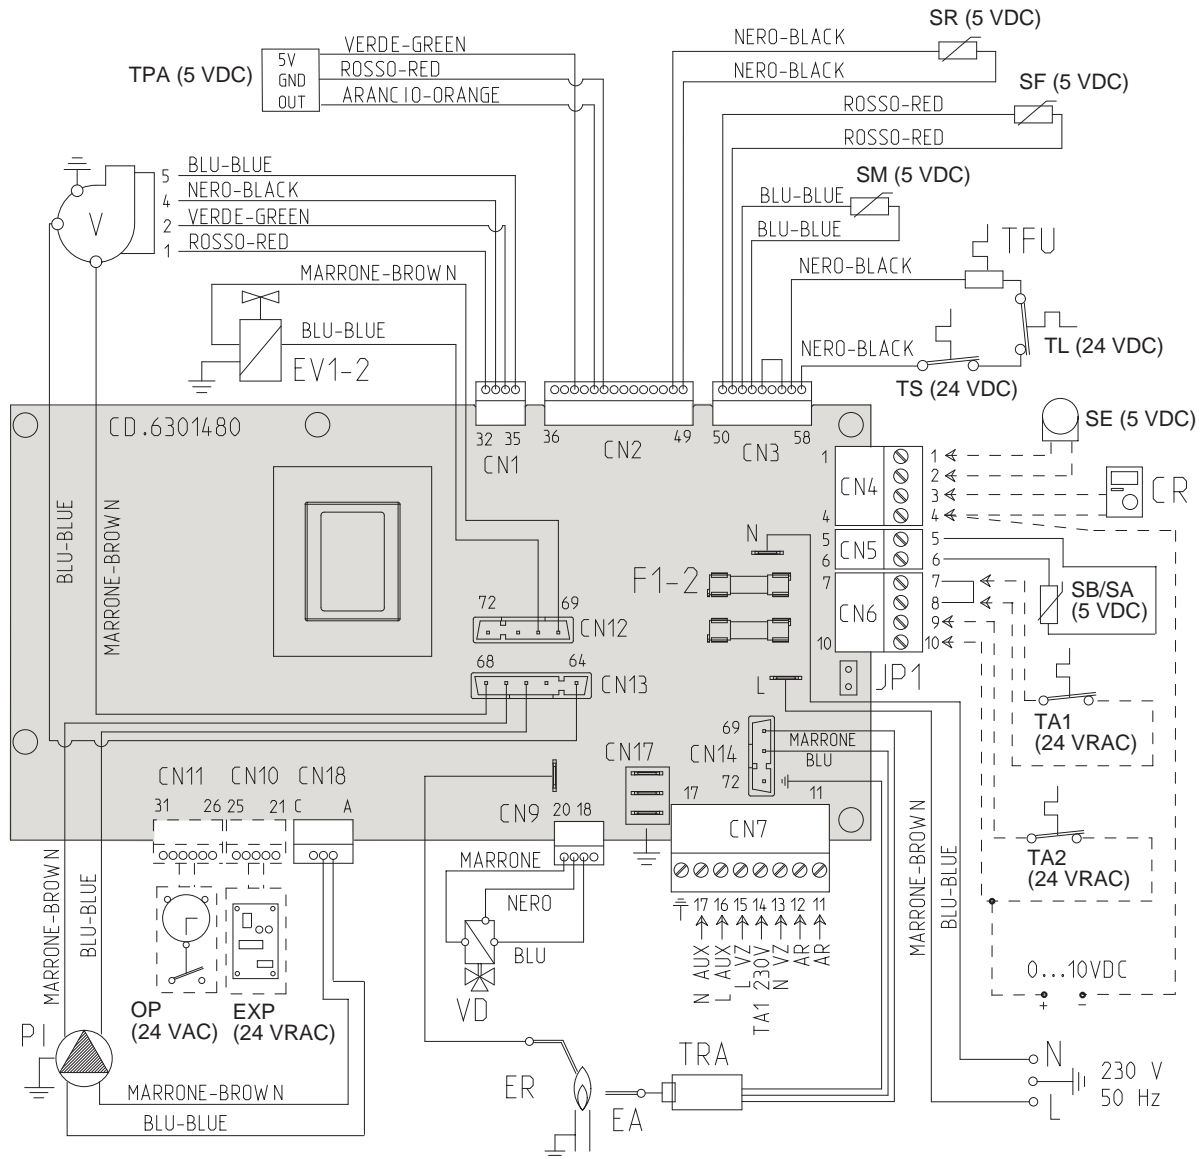 SR (5 VDC)
NERO-BLACK
NERO-BLACK
VERDE-GREEN
5V
TPA (5 VDC)
GND
ROSSO-RED
OUT
ARANCIO-ORANGE
SF (5 VDC)
ROSSO-RED
ROSSO-RED
5
BLU-BLUE
4
NERO-BLACK
V
2
VERDE-GREEN
1
ROSSO-RED
SM (5 VDC)
BLU-BLUE
BLU-BLUE
TFU
NERO-BLACK
MARRONE-BROWN
BLU-BLUE
EV1-2
NERO-BLACK
TL (24 VDC)
TS (24 VDC)
CD.6301480
32 35
CN1
36 49
CN2
50 58
CN3
SE (5 VDC)
1
CN4
4
1
2
3
4
CR
BLU-BLUE
MARRONE-BROWN
N
5
CN5
6
5
6
F1-2
7
CN6
10
7
8
9
10
SB/SA
(5 VDC)
72 69
CN12
68 64
CN13
L
JP1
TA1
(24 VRAC)
69
CN14
72
MARRONE
BLU
CN11
31 26
CN10
25 21
CN18
C A
CN17
17 11
CN7
CN9
20 18
MARRONE
NERO
BLU
VD
TA2
(24 VRAC)
MARRONE-BROWN
BLU-BLUE
MARRONE-BROWN
BLU-BLUE
17 16 15 14 13 12 11
N AUX
L AUX
L VZ
TA1 230V
N VZ
AR
AR
0...10VDC
+ -
OP
(24 VAC)
EXP
(24 VRAC)
PI
MARRONE-BROWN
BLU-BLUE
ER
EA
TRA
N
L
230 V
50 Hz